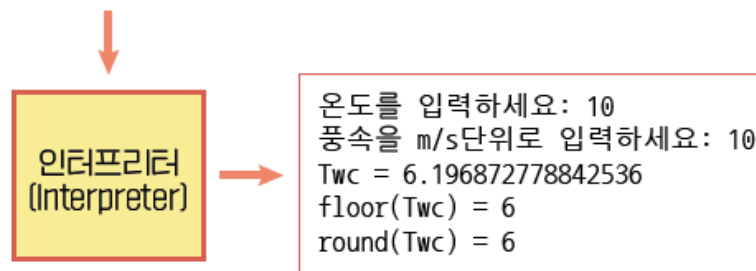 인터프리터
(Interpreter)
온도를 입력하세요: 10
풍속을 m/s단위로 입력하세요: 10
Twc = 6.196872778842536
floor(Twc) = 6
round(Twc) = 6